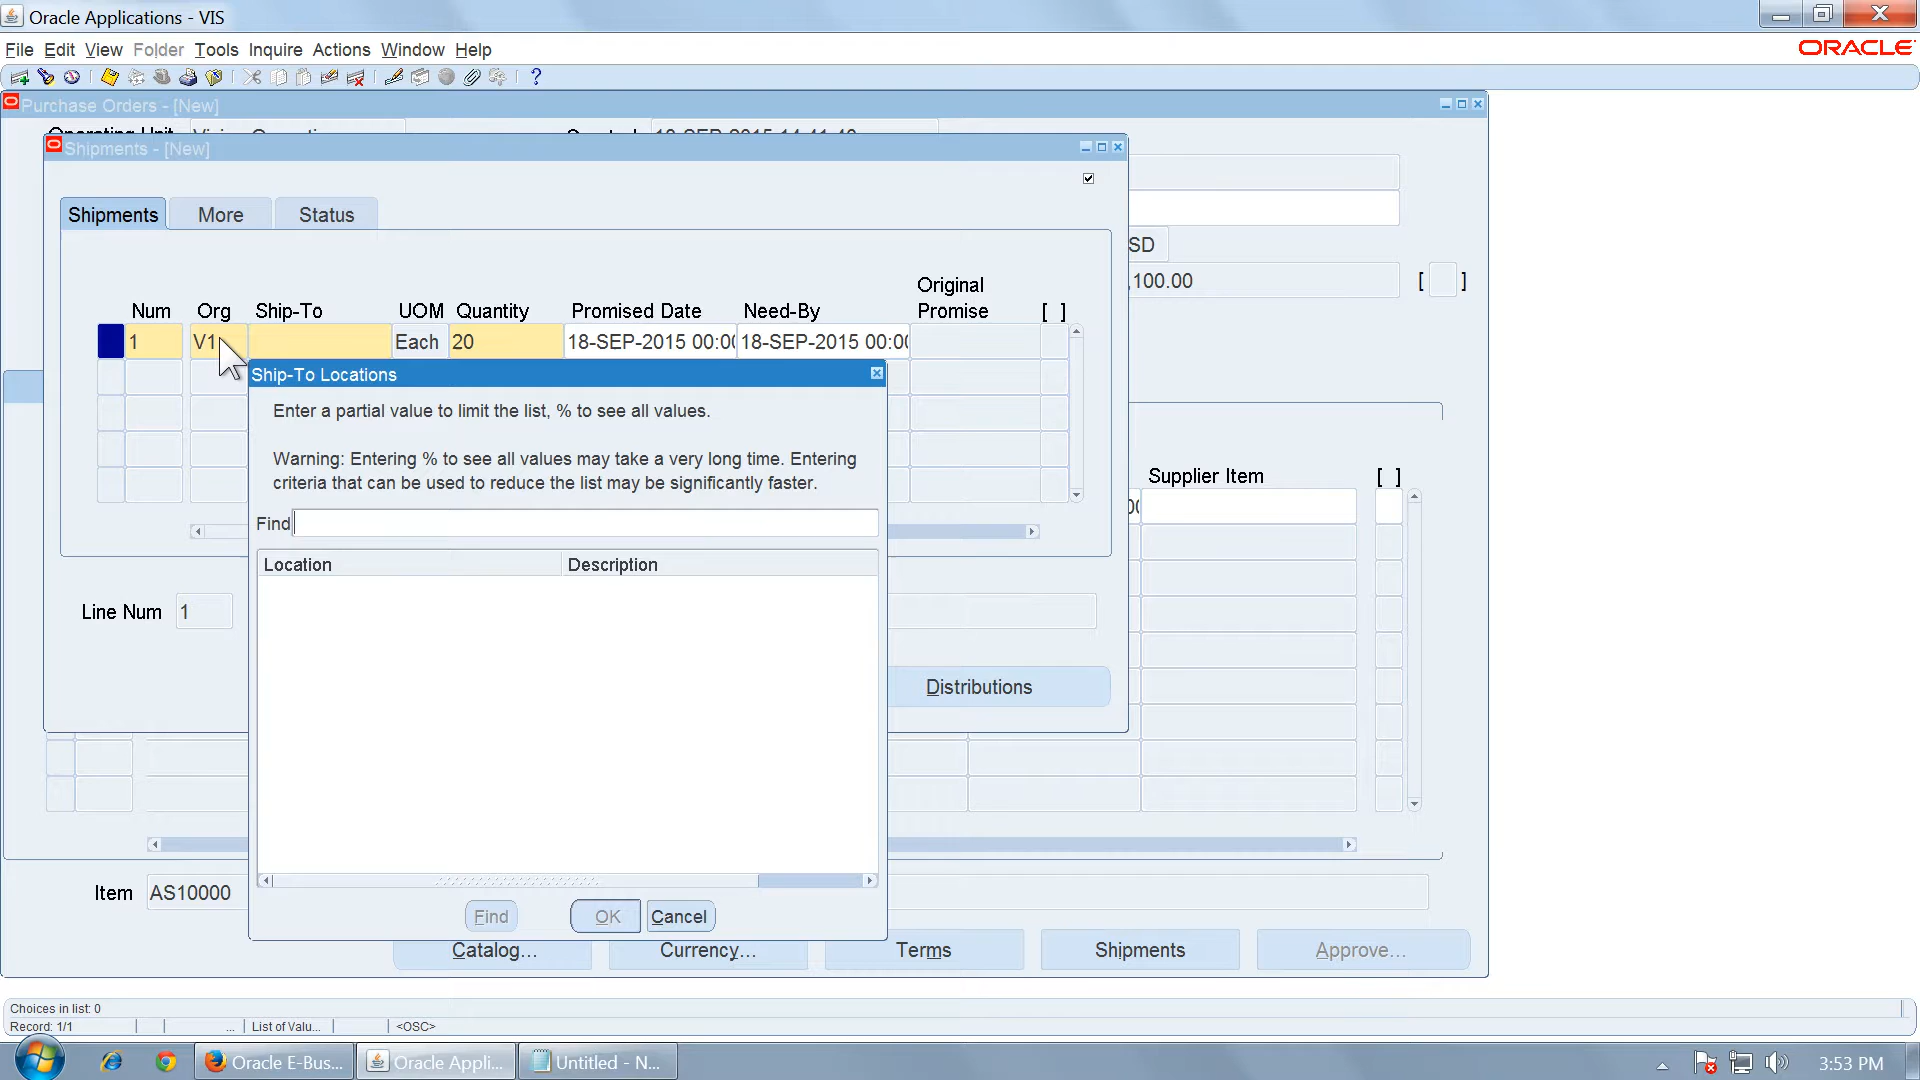 Oracle Applications - VIS
File Edit View Folder Tools Inquire Actions Window Help
ORACLE
Purchase Orders - [New]
Shipments - [New]
Shipments More Status
SD
,100.00
[ ]
Original
Num Org Ship-To UOM Quantity Promised Date Need-By Promise [ ]
1 V1 Each 20 18-SEP-2015 00:0 18-SEP-2015 00:0
Ship-To Locations
Enter a partial value to limit the list, % to see all values.
Warning: Entering % to see all values may take a very long time. Entering
criteria that can be used to reduce the list may be significantly faster.
Supplier Item [ ]
Find
Location Description
Line Num 1
Distributions
Item AS10000
Find OK Cancel
Catalog... Currency... Terms Shipments Approve...
Choices in list: 0
Record: 1/1 ... List of Valu... <OSC>
Oracle E-Bus... Oracle Appli... Untitled - N... 3:53 PM